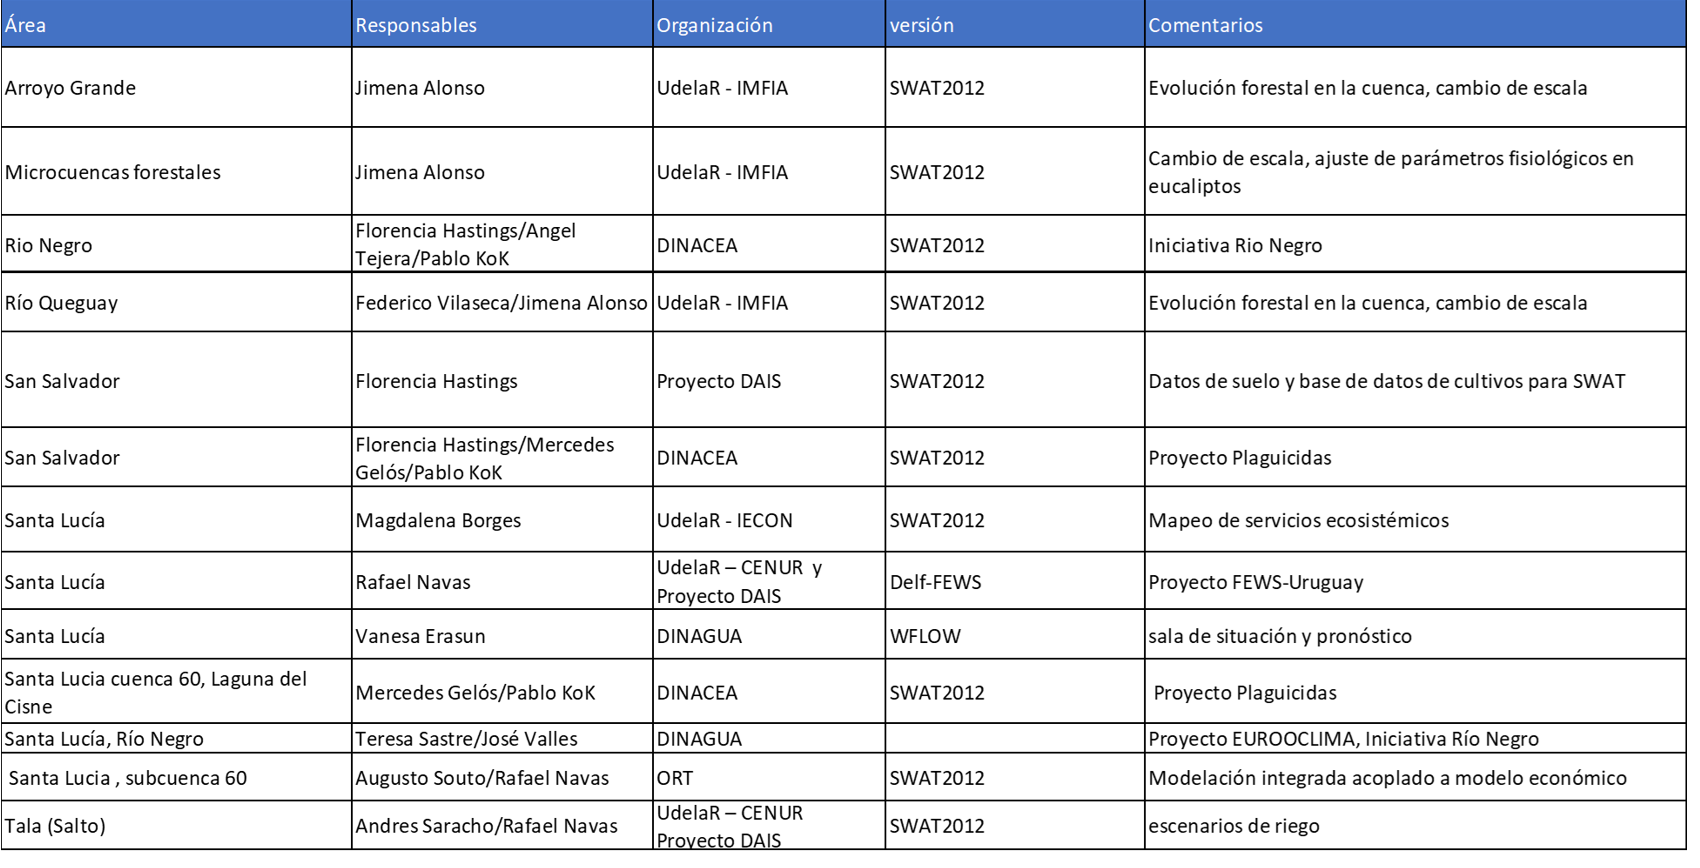 Área Responsables Organización versión Comentarios
Arroyo Grande Jimena Alonso UdelaR - IMFIA SWAT2012 Evolución forestal en la cuenca, cambio de escala
Microcuencas forestales Jimena Alonso UdelaR - IMFIA SWAT2012 Cambio de escala, ajuste de parámetros fisiológicos en
eucaliptos
Rio Negro Florencia Hastings/Angel
Tejera/Pablo KoK DINACEA SWAT2012 Iniciativa Rio Negro
Río Queguay Federico Vilaseca/Jimena Alonso UdelaR - IMFIA SWAT2012 Evolución forestal en la cuenca, cambio de escala
San Salvador Florencia Hastings Proyecto DAIS SWAT2012 Datos de suelo y base de datos de cultivos para SWAT
San Salvador Florencia Hastings/Mercedes
Gelós/Pablo KoK DINACEA SWAT2012 Proyecto Plaguicidas
Santa Lucía Magdalena Borges UdelaR - IECON SWAT2012 Mapeo de servicios ecosistémicos
Santa Lucía Rafael Navas UdelaR – CENUR y
Proyecto DAIS Delf-FEWS Proyecto FEWS-Uruguay
Santa Lucía Vanesa Erasun DINAGUA WFLOW sala de situación y pronóstico
Santa Lucia cuenca 60, Laguna del
Cisne Mercedes Gelós/Pablo KoK DINACEA SWAT2012 Proyecto Plaguicidas
Santa Lucía, Río Negro Teresa Sastre/José Valles DINAGUA Proyecto EUROOCLIMA, Iniciativa Río Negro
Santa Lucia , subcuenca 60 Augusto Souto/Rafael Navas ORT SWAT2012 Modelación integrada acoplado a modelo económico
Tala (Salto) Andres Saracho/Rafael Navas UdelaR – CENUR
Proyecto DAIS SWAT2012 escenarios de riego